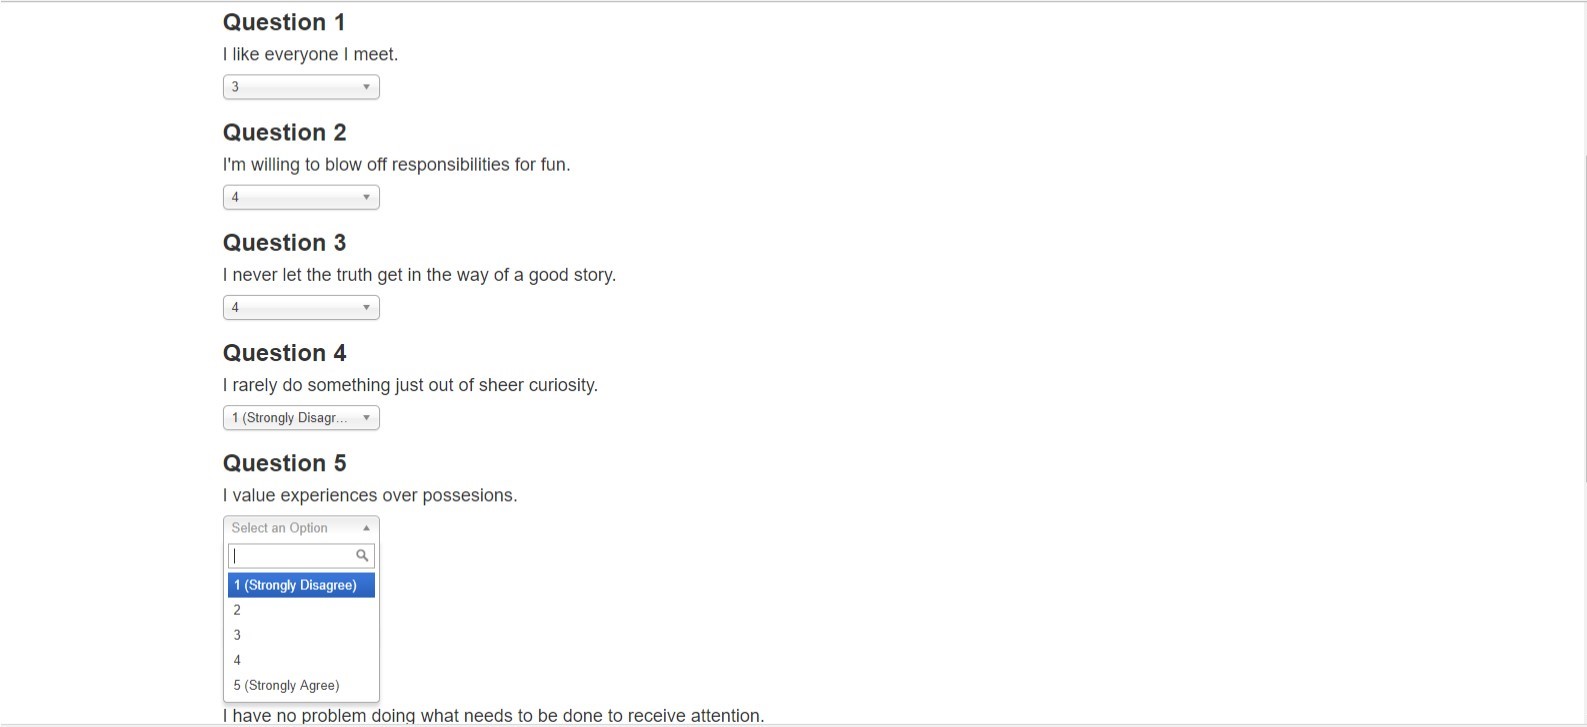 Question 1
I like everyone I meet.
3
Question 2
I'm willing to blow off responsibilities for fun.
4
Question 3
I never let the truth get in the way of a good story.
4
Question 4
I rarely do something just out of sheer curiosity.
1 (Strongly Disagr...
Question 5
I value experiences over possesions.
Select an Option
1 (Strongly Disagree)
2
3
4
5 (Strongly Agree)
I have no problem doing what needs to be done to receive attention.